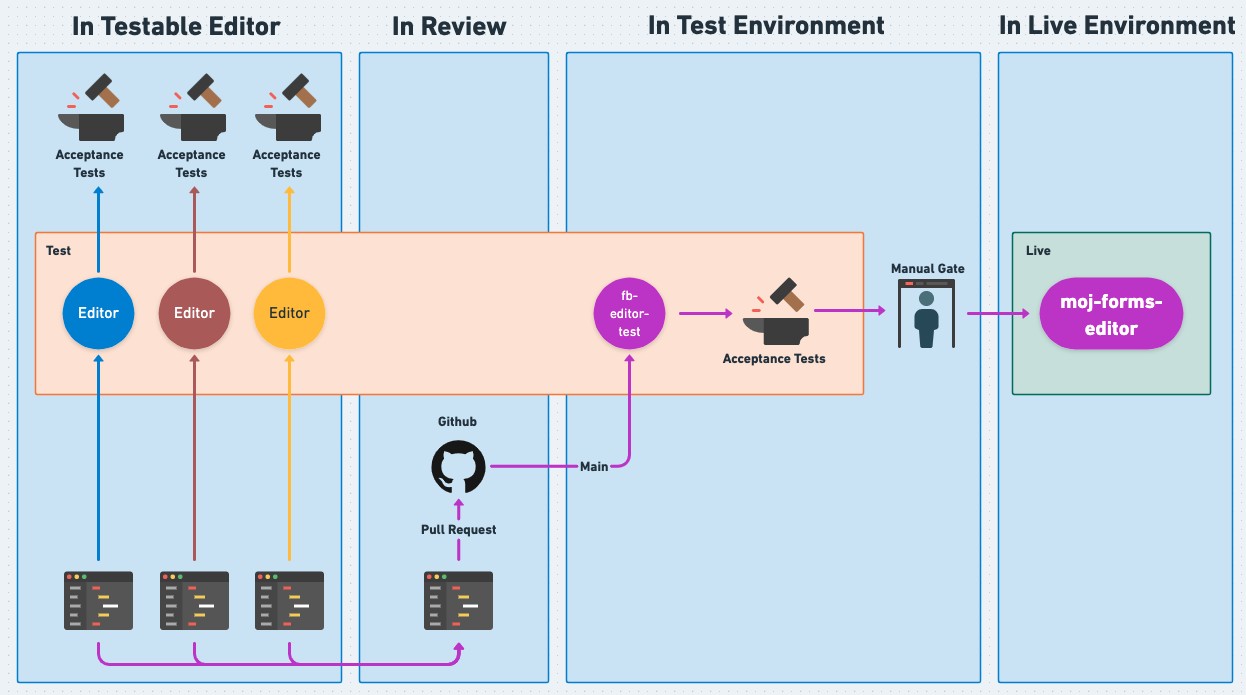 In Testable Editor
In Review
In Test Environment
In Live Environment
Acceptance
Tests
Acceptance
Tests
Acceptance
Tests
Test
Editor
Editor
Editor
fb-
editor-
test
Acceptance Tests
Manual Gate
Live
moj-forms-
editor
Github
Main
Pull Request